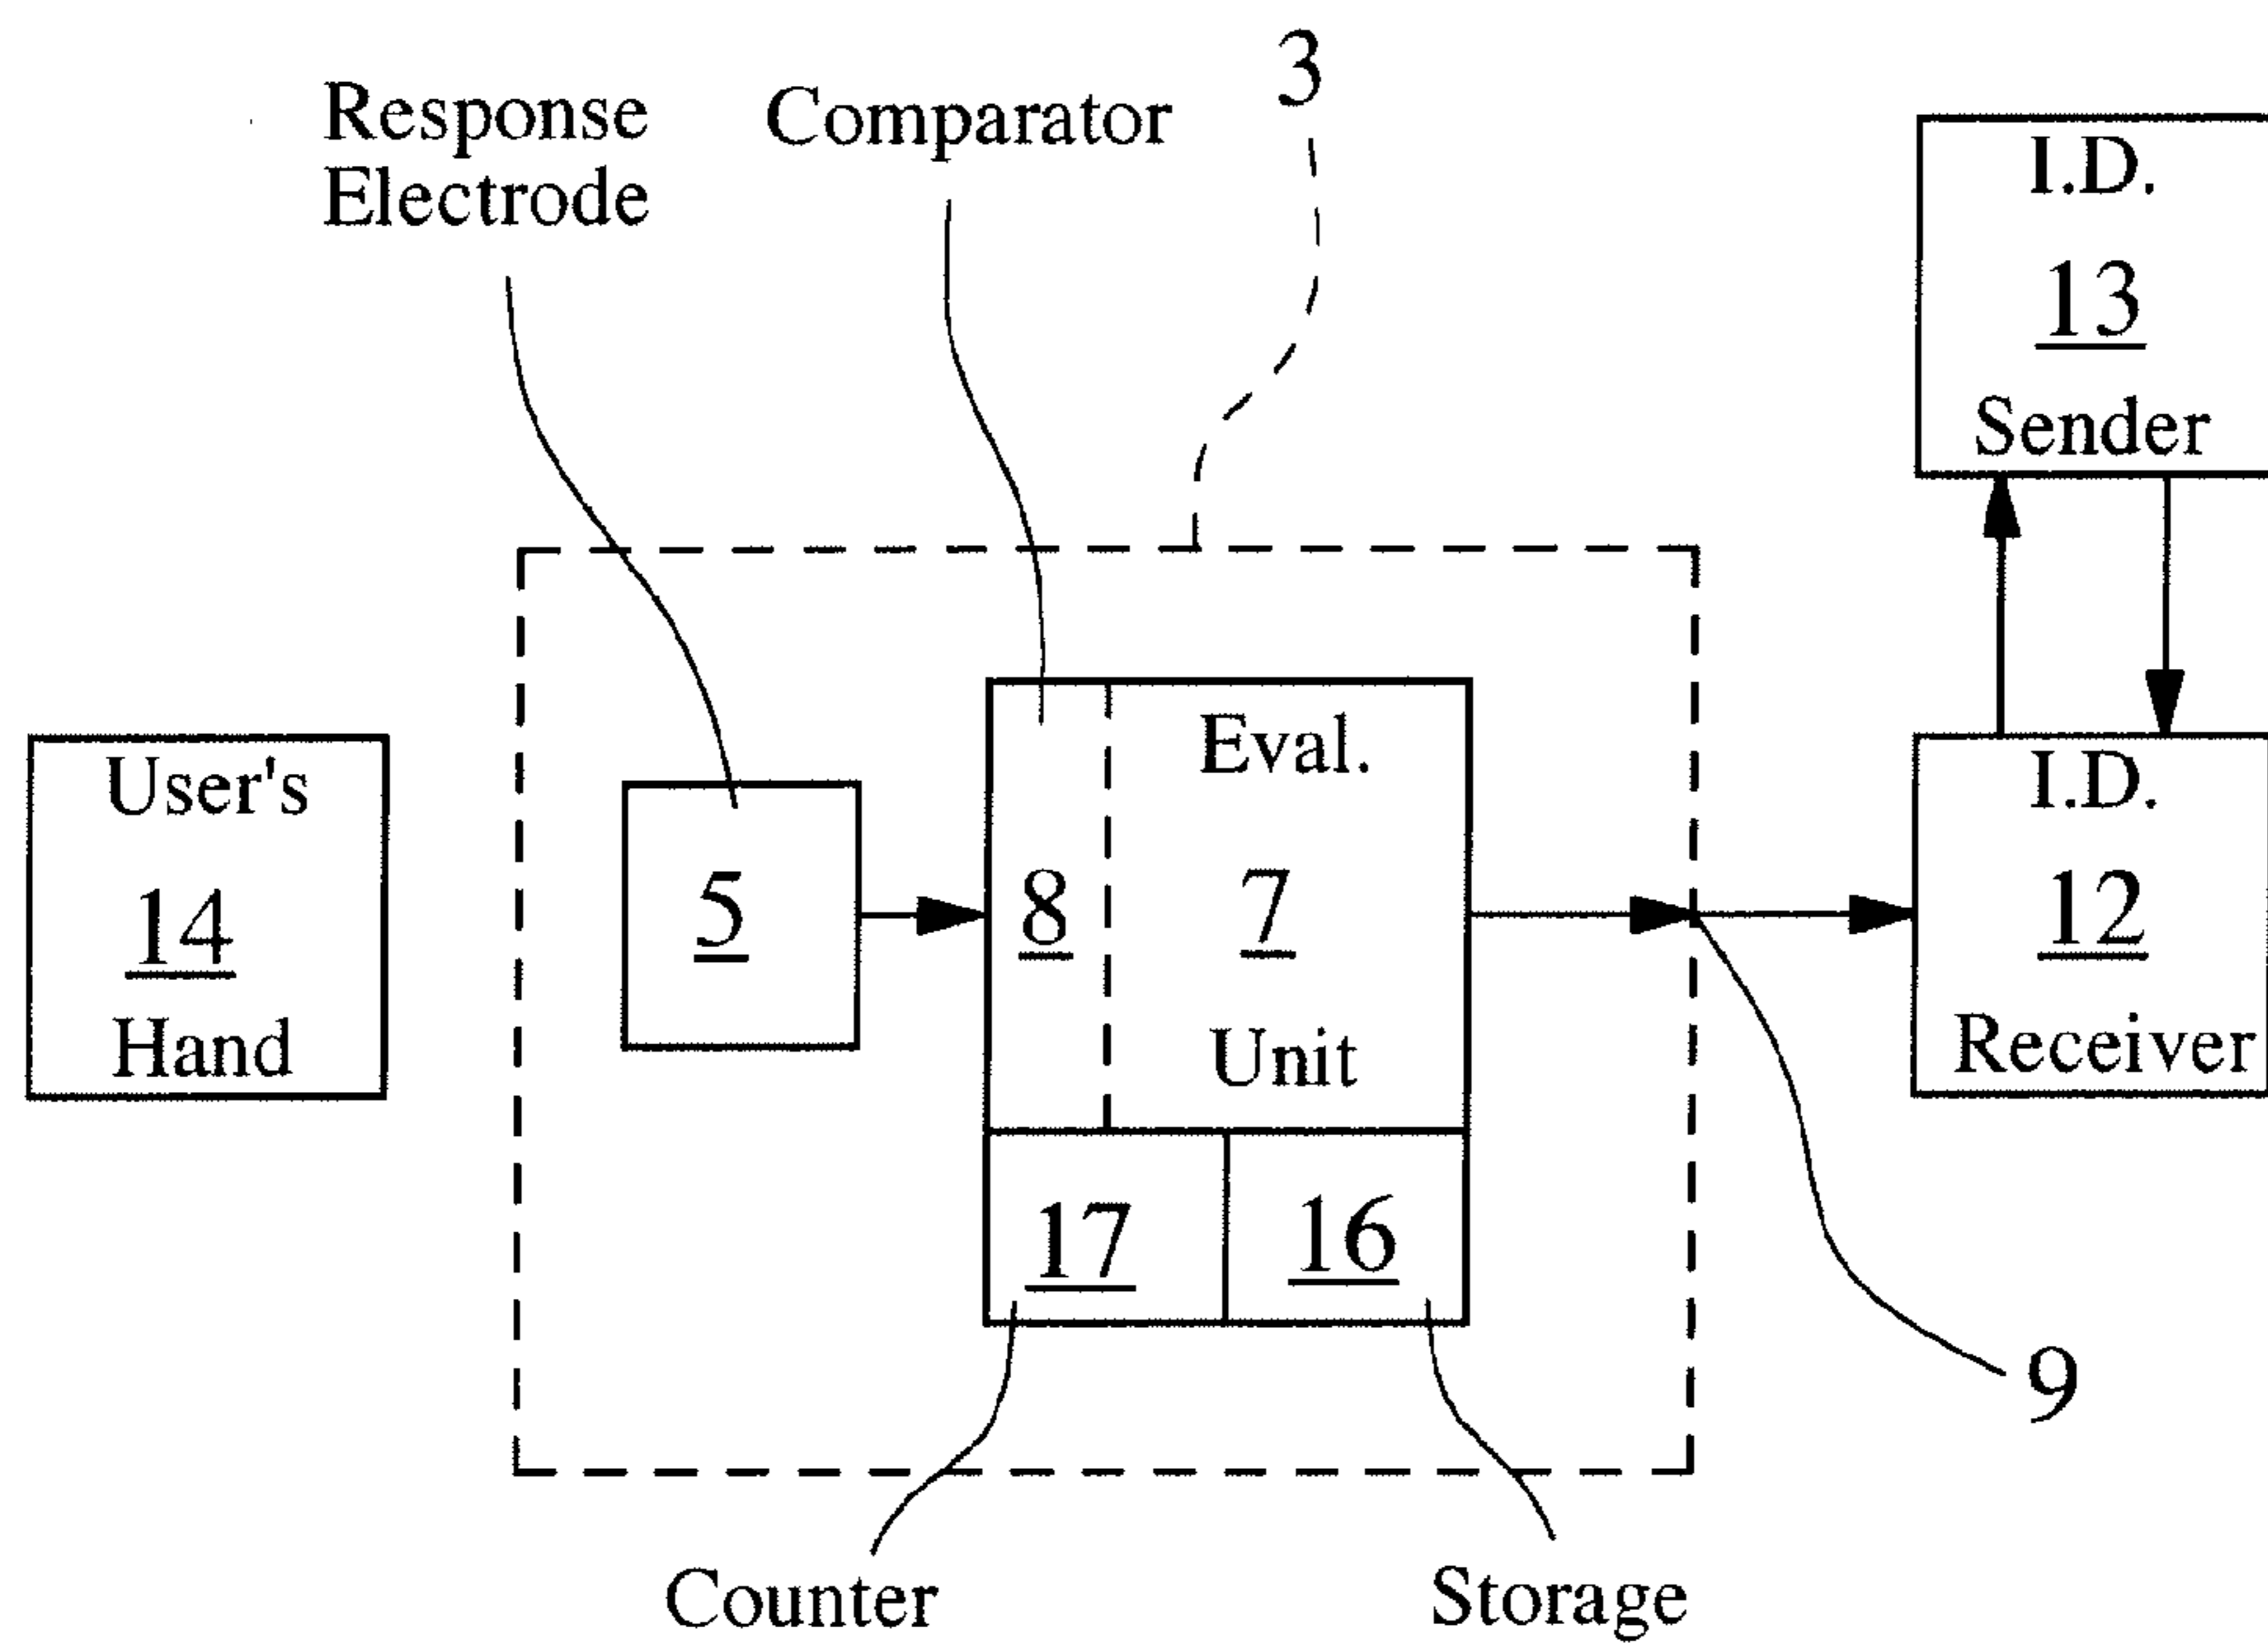 3
Response
Electrode
Comparator
I.D.
13
Sender
User's
14
Hand
5
8
Eval.
7
Unit
I.D.
12
Receiver
17
16
9
Counter
Storage